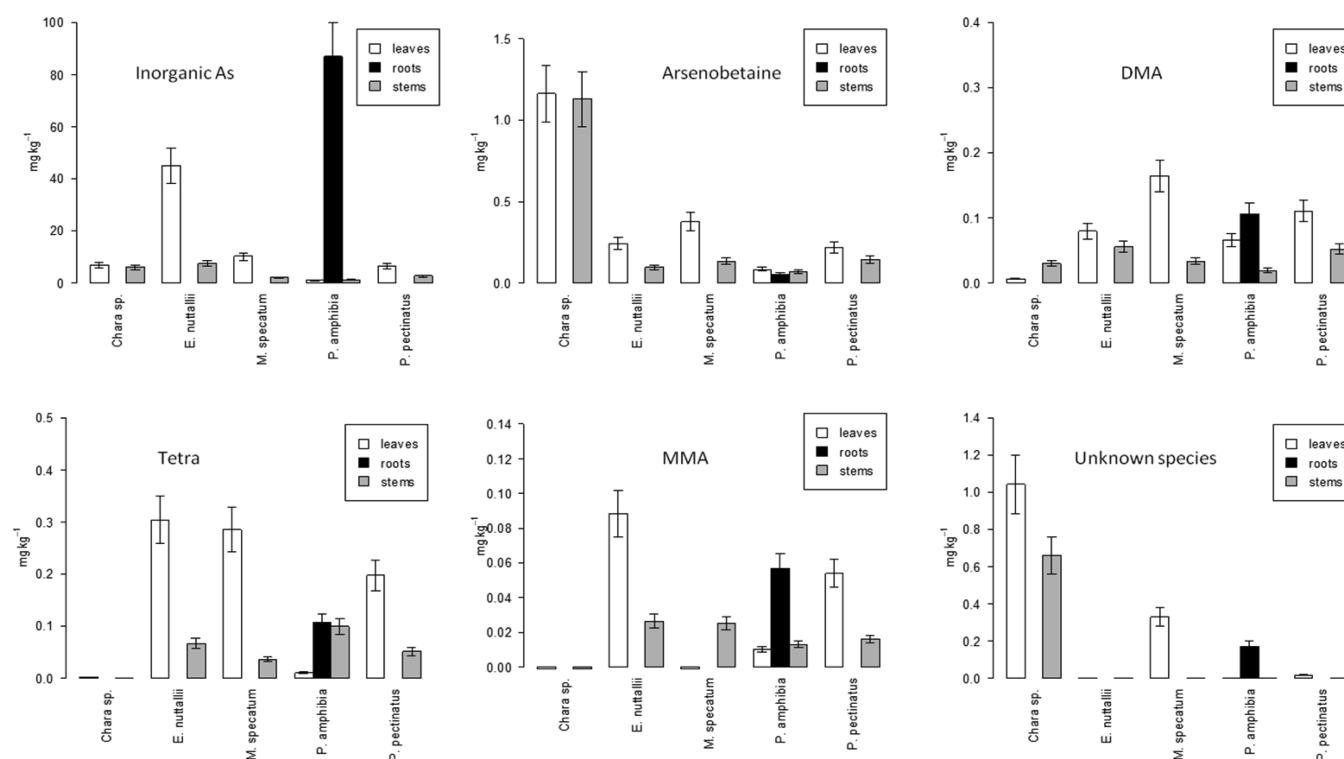 Inorganic As
leaves
roots
stems
mg kg⁻¹
100
80
60
40
20
0
Chara sp.
E. nuttallii
M. specatum
P. amphibia
P. pectinatus
Arsenobetaine
leaves
roots
stems
mg kg⁻¹
1.5
1.0
0.5
0.0
Chara sp.
E. nuttallii
M. specatum
P. amphibia
P. pectinatus
DMA
leaves
roots
stems
mg kg⁻¹
0.4
0.3
0.2
0.1
0.0
Chara sp.
E. nuttallii
M. specatum
P. amphibia
P. pectinatus
Tetra
leaves
roots
stems
mg kg⁻¹
0.5
0.4
0.3
0.2
0.1
0.0
Chara sp.
E. nuttallii
M. specatum
P. amphibia
P. pectinatus
MMA
leaves
roots
stems
mg kg⁻¹
0.14
0.12
0.10
0.08
0.06
0.04
0.02
0.00
Chara sp.
E. nuttallii
M. specatum
P. amphibia
P. pectinatus
Unknown species
leaves
roots
stems
mg kg⁻¹
1.4
1.2
1.0
0.8
0.6
0.4
0.2
0.0
Chara sp.
E. nuttallii
M. specatum
P. amphibia
P. pectinatus